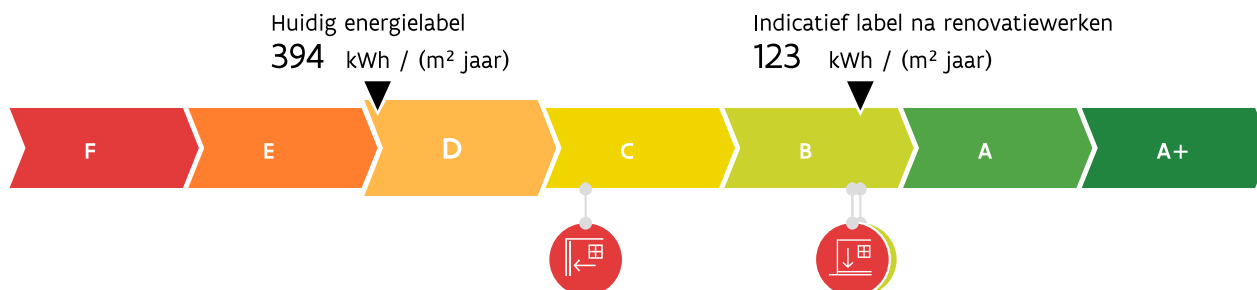 Huidig energielabel
394 kWh / (m² jaar)
Indicatief label na renovatiewerken
123 kWh / (m² jaar)
F E D C B A A+